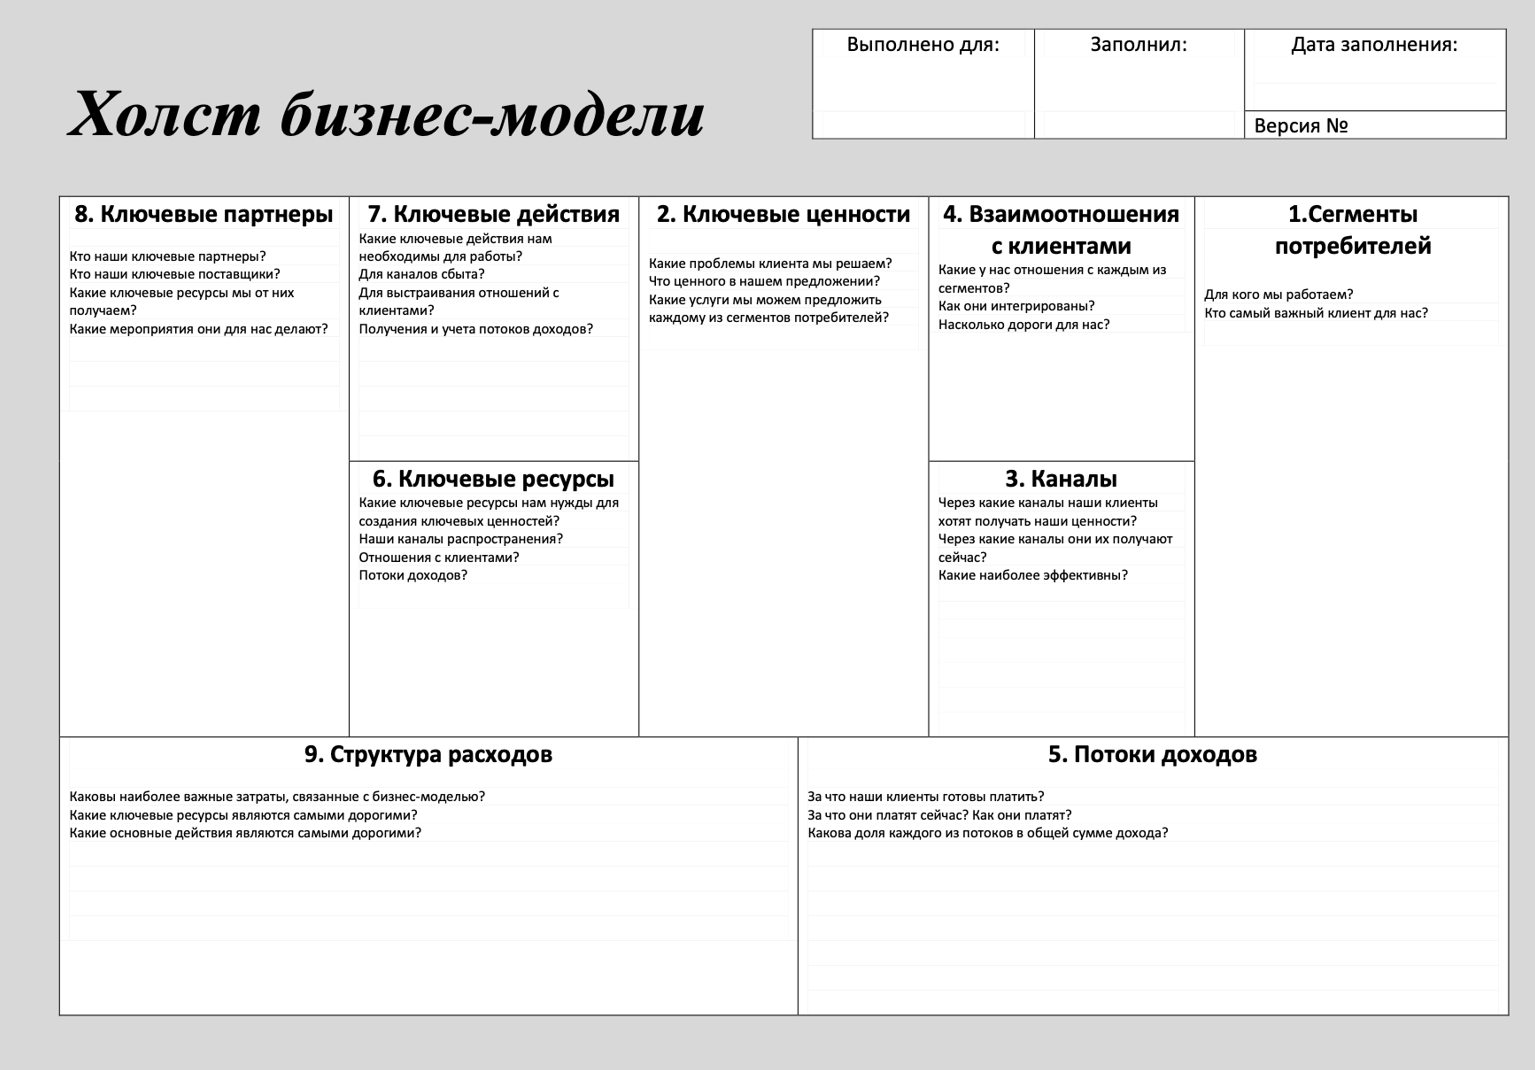 Холст бизнес-модели
Выполнено для:
Заполнил:
Дата заполнения:
Версия №
8. Ключевые партнеры
Кто наши ключевые партнеры?
Кто наши ключевые поставщики?
Какие ключевые ресурсы мы от них
получаем?
Какие мероприятия они для нас делают?
7. Ключевые действия
Какие ключевые действия нам
необходимы для работы?
Для каналов сбыта?
Для выстраивания отношений с
клиентами?
Получения и учета потоков доходов?
6. Ключевые ресурсы
Какие ключевые ресурсы нам нужды для
создания ключевых ценностей?
Наши каналы распространения?
Отношения с клиентами?
Потоки доходов?
2. Ключевые ценности
Какие проблемы клиента мы решаем?
Что ценного в нашем предложении?
Какие услуги мы можем предложить
каждому из сегментов потребителей?
4. Взаимоотношения
с клиентами
Какие у нас отношения с каждым из
сегментов?
Как они интегрированы?
Насколько дороги для нас?
3. Каналы
Через какие каналы наши клиенты
хотят получать наши ценности?
Через какие каналы они их получают
сейчас?
Какие наиболее эффективны?
1.Сегменты
потребителей
Для кого мы работаем?
Кто самый важный клиент для нас?
9. Структура расходов
Каковы наиболее важные затраты, связанные с бизнес-моделью?
Какие ключевые ресурсы являются самыми дорогими?
Какие основные действия являются самыми дорогими?
5. Потоки доходов
За что наши клиенты готовы платить?
За что они платят сейчас? Как они платят?
Какова доля каждого из потоков в общей сумме дохода?